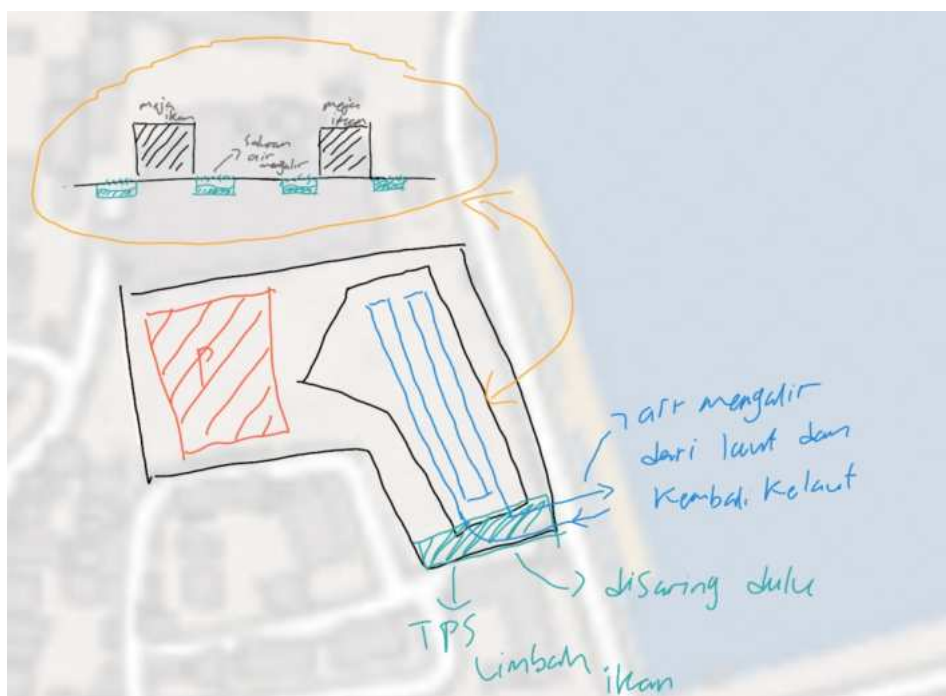 meja
ikan
meja
ikan
Saluran
air
mengalir
P
air mengalir
dari laut dan
kembali kelaut
disaring dulu
TPS
Limbah
ikan